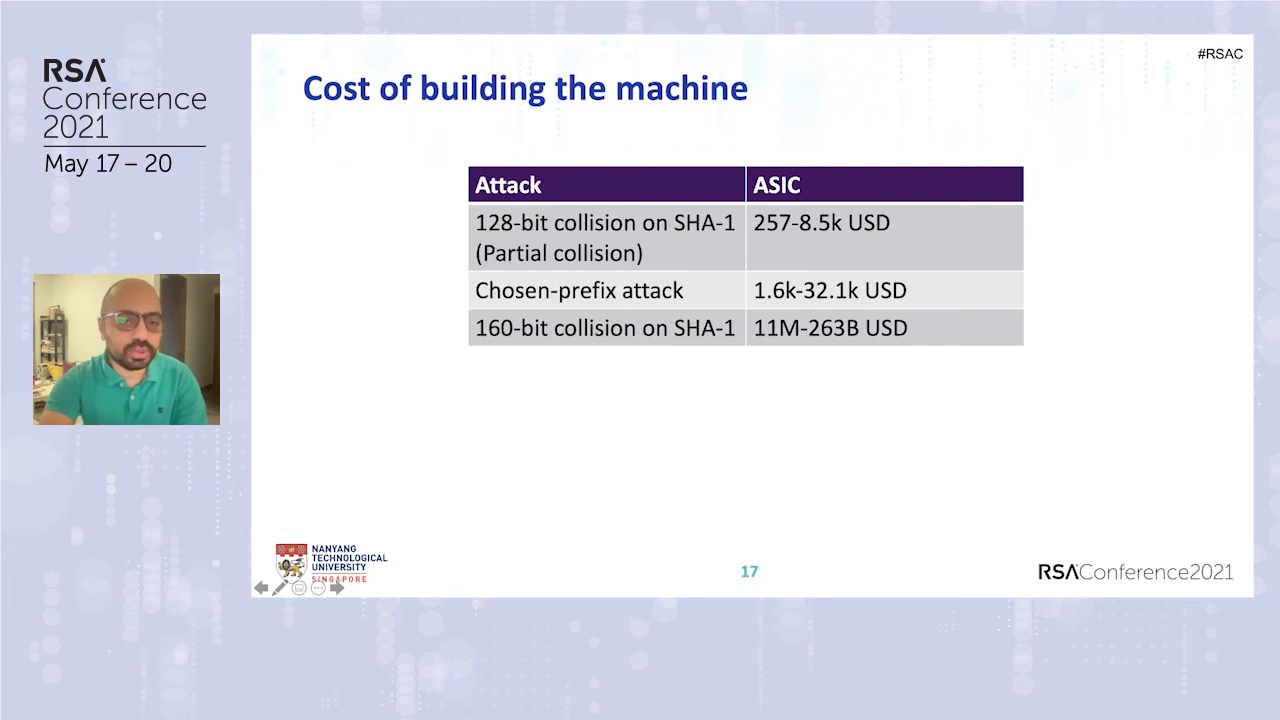 RSA
Conference
2021
May 17 – 20
#RSAC
Cost of building the machine
Attack
ASIC
128-bit collision on SHA-1
(Partial collision)
257-8.5k USD
Chosen-prefix attack
1.6k-32.1k USD
160-bit collision on SHA-1
11M-263B USD
NANYANG
TECHNOLOGICAL
UNIVERSITY
SINGAPORE
17
RSAConference2021